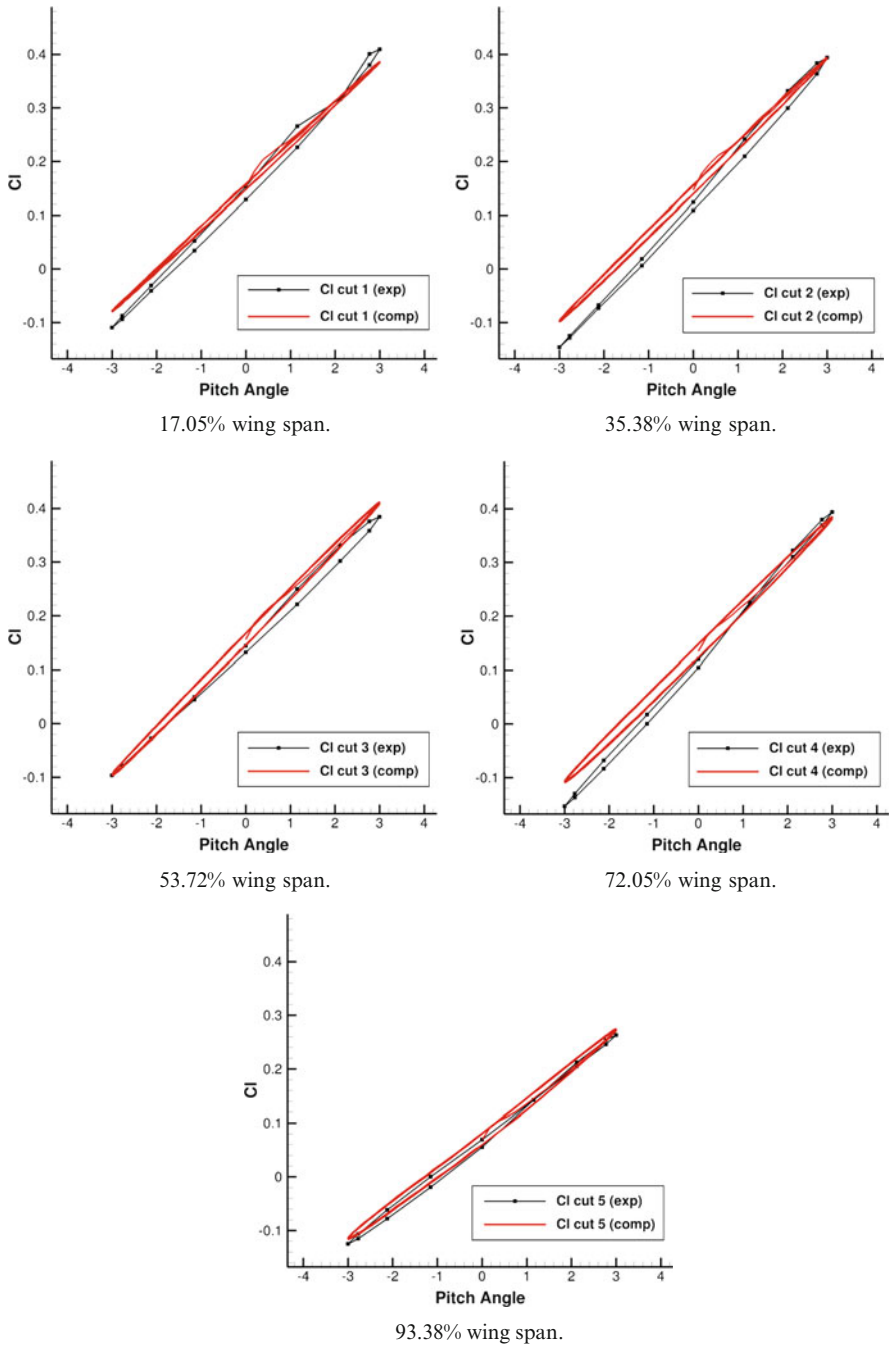 0.4
0.3
0.2
0.1
0
-0.1
Cl
Cl cut 1 (exp)
Cl cut 1 (comp)
-4 -3 -2 -1 0 1 2 3 4
Pitch Angle
17.05% wing span.
0.4
0.3
0.2
0.1
0
-0.1
Cl
Cl cut 2 (exp)
Cl cut 2 (comp)
-4 -3 -2 -1 0 1 2 3 4
Pitch Angle
35.38% wing span.
0.4
0.3
0.2
0.1
0
-0.1
Cl
Cl cut 3 (exp)
Cl cut 3 (comp)
-4 -3 -2 -1 0 1 2 3 4
Pitch Angle
53.72% wing span.
0.4
0.3
0.2
0.1
0
-0.1
Cl
Cl cut 4 (exp)
Cl cut 4 (comp)
-4 -3 -2 -1 0 1 2 3 4
Pitch Angle
72.05% wing span.
0.4
0.3
0.2
0.1
0
-0.1
Cl
Cl cut 5 (exp)
Cl cut 5 (comp)
-4 -3 -2 -1 0 1 2 3 4
Pitch Angle
93.38% wing span.